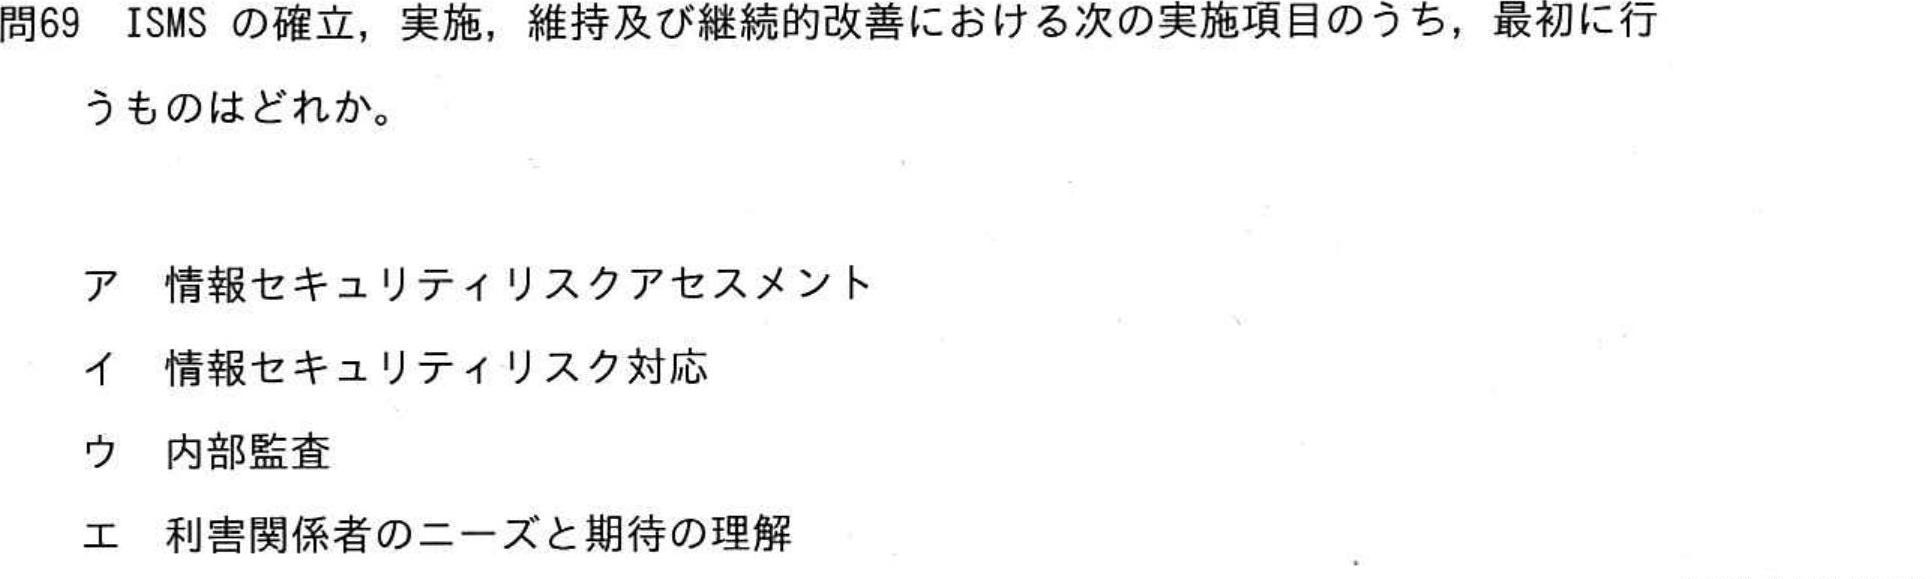 問69 ISMS の確立，実施，維持及び継続的改善における次の実施項目のうち，最初に行
うものはどれか。
ア 情報セキュリティリスクアセスメント
イ 情報セキュリティリスク対応
ウ 内部監査
エ 利害関係者のニーズと期待の理解